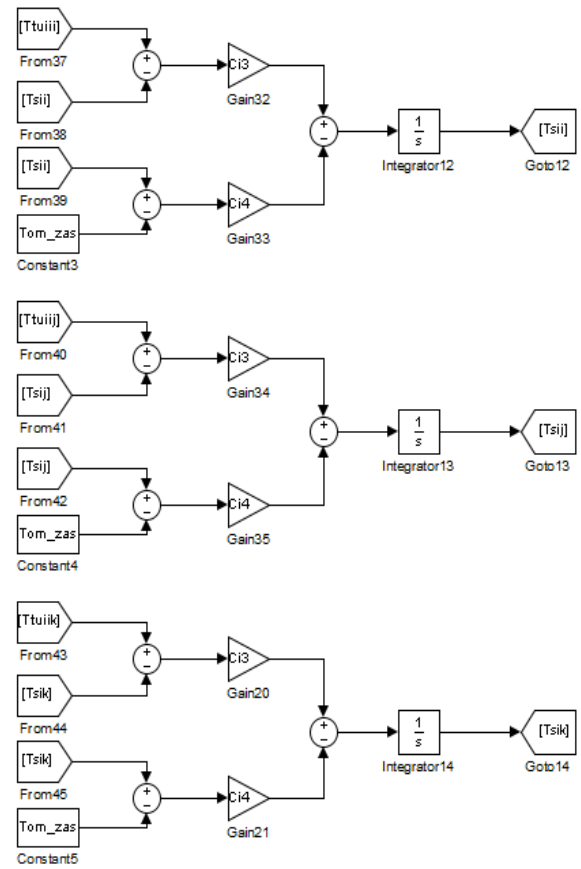 [Ttuiii]
From37
Ci3
Gain32
[Tsii]
From38
1
s
Integrator12
[Tsii]
Goto12
[Tsii]
From39
Ci4
Gain33
Tom_zas
Constant3
[Ttuiij]
From40
Ci3
Gain34
[Tsij]
From41
1
s
Integrator13
[Tsij]
Goto13
[Tsij]
From42
Ci4
Gain35
Tom_zas
Constant4
[Ttuiik]
From43
Ci3
Gain20
[Tsik]
From44
1
s
Integrator14
[Tsik]
Goto14
[Tsik]
From45
Ci4
Gain21
Tom_zas
Constant5